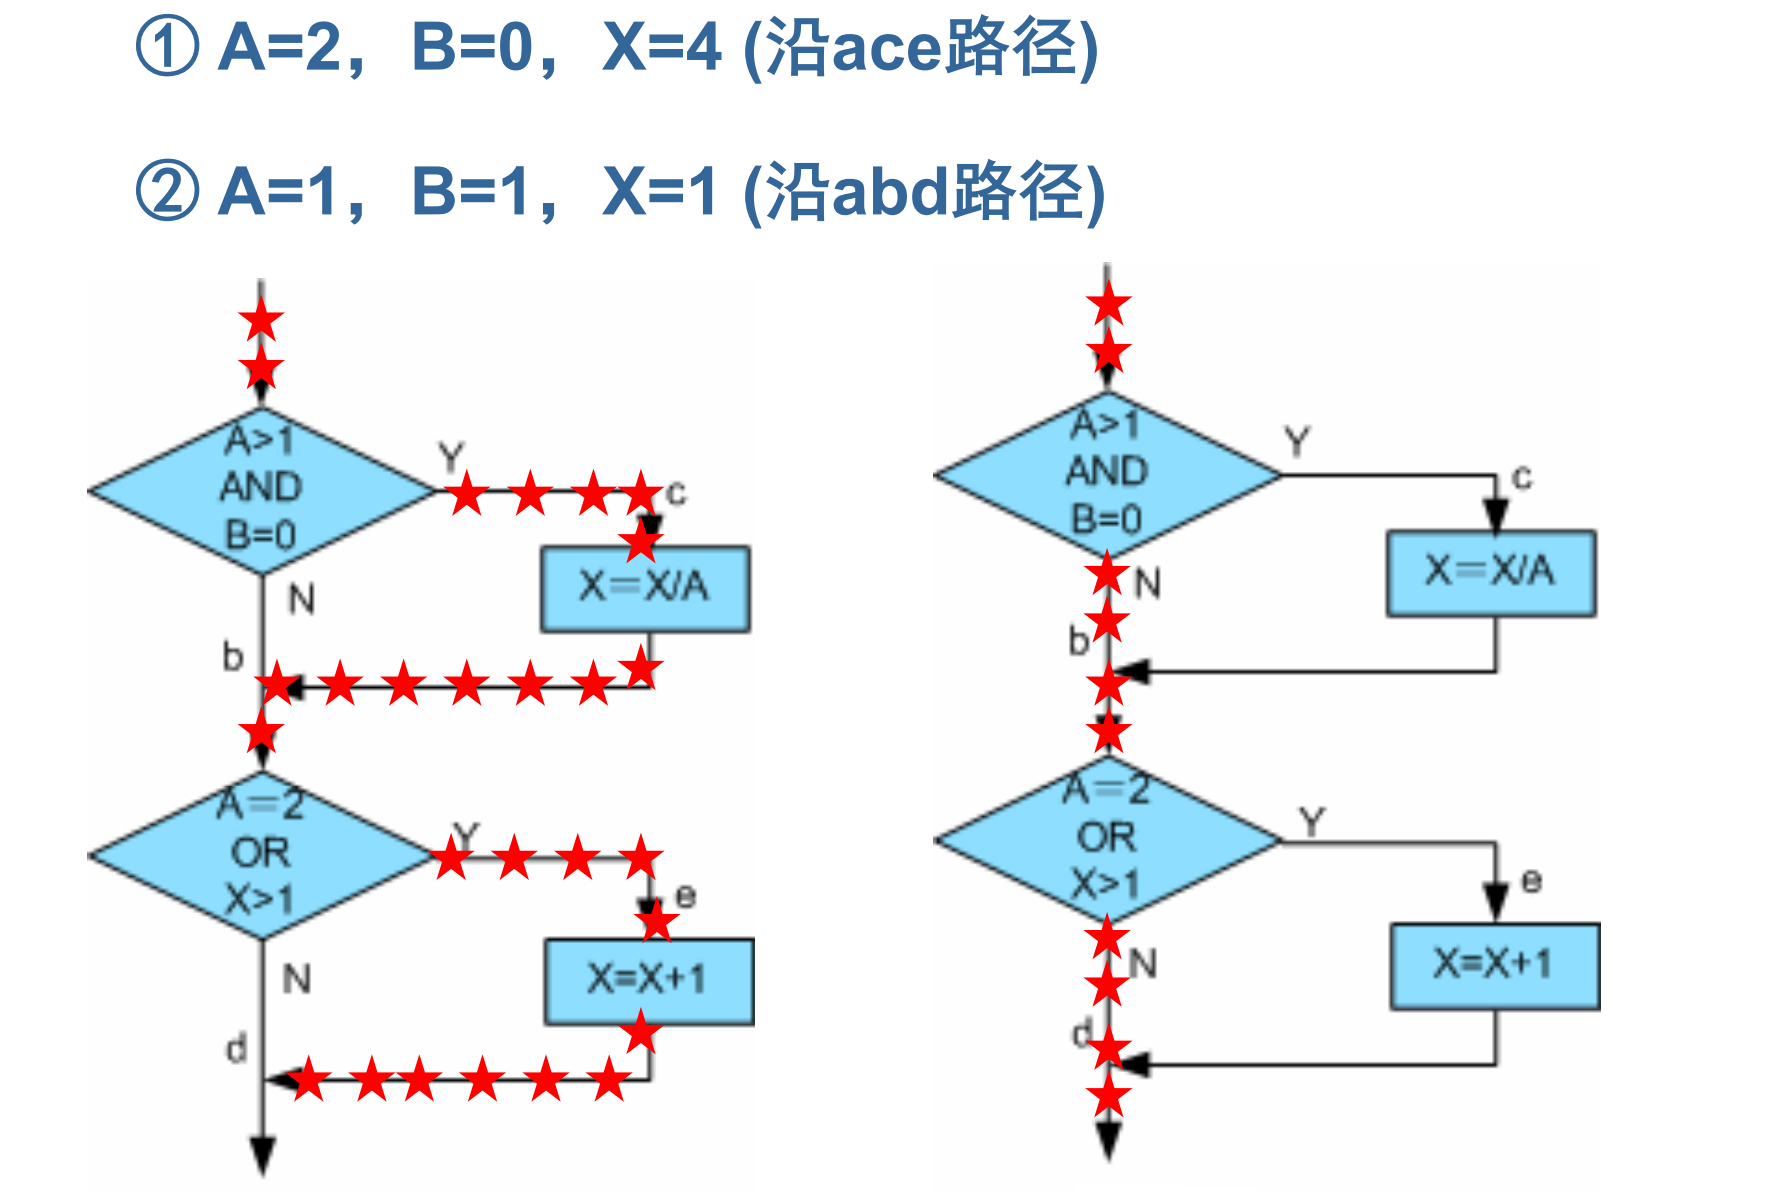 ① A=2，B=0，X=4 (沿ace路径)
② A=1，B=1，X=1 (沿abd路径)
A>1
AND
B=0
Y
c
X=X/A
N
b
A=2
OR
X>1
Y
e
X=X+1
N
d
A>1
AND
B=0
Y
c
X=X/A
N
b
A=2
OR
X>1
Y
e
X=X+1
N
d